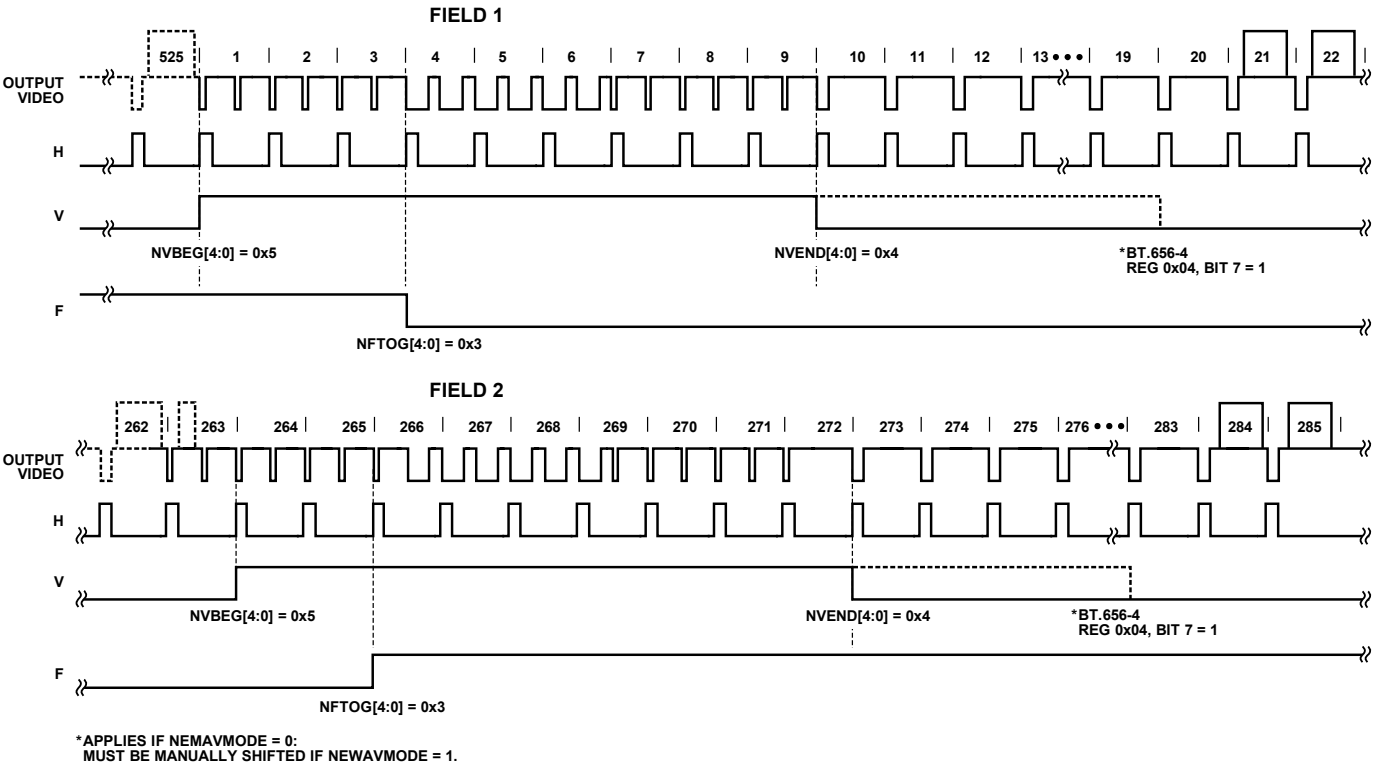 FIELD 1
525 1 2 3 4 5 6 7 8 9 10 11 12 13 ••• 19 20 21 22
OUTPUT
VIDEO
H
V
NVBEG[4:0] = 0x5 NVEND[4:0] = 0x4 *BT.656-4
REG 0x04, BIT 7 = 1
F
NFTOG[4:0] = 0x3
FIELD 2
262 263 264 265 266 267 268 269 270 271 272 273 274 275 276 ••• 283 284 285
OUTPUT
VIDEO
H
V
NVBEG[4:0] = 0x5 NVEND[4:0] = 0x4 *BT.656-4
REG 0x04, BIT 7 = 1
F
NFTOG[4:0] = 0x3
*APPLIES IF NEMAVMODE = 0:
MUST BE MANUALLY SHIFTED IF NEWAVMODE = 1.